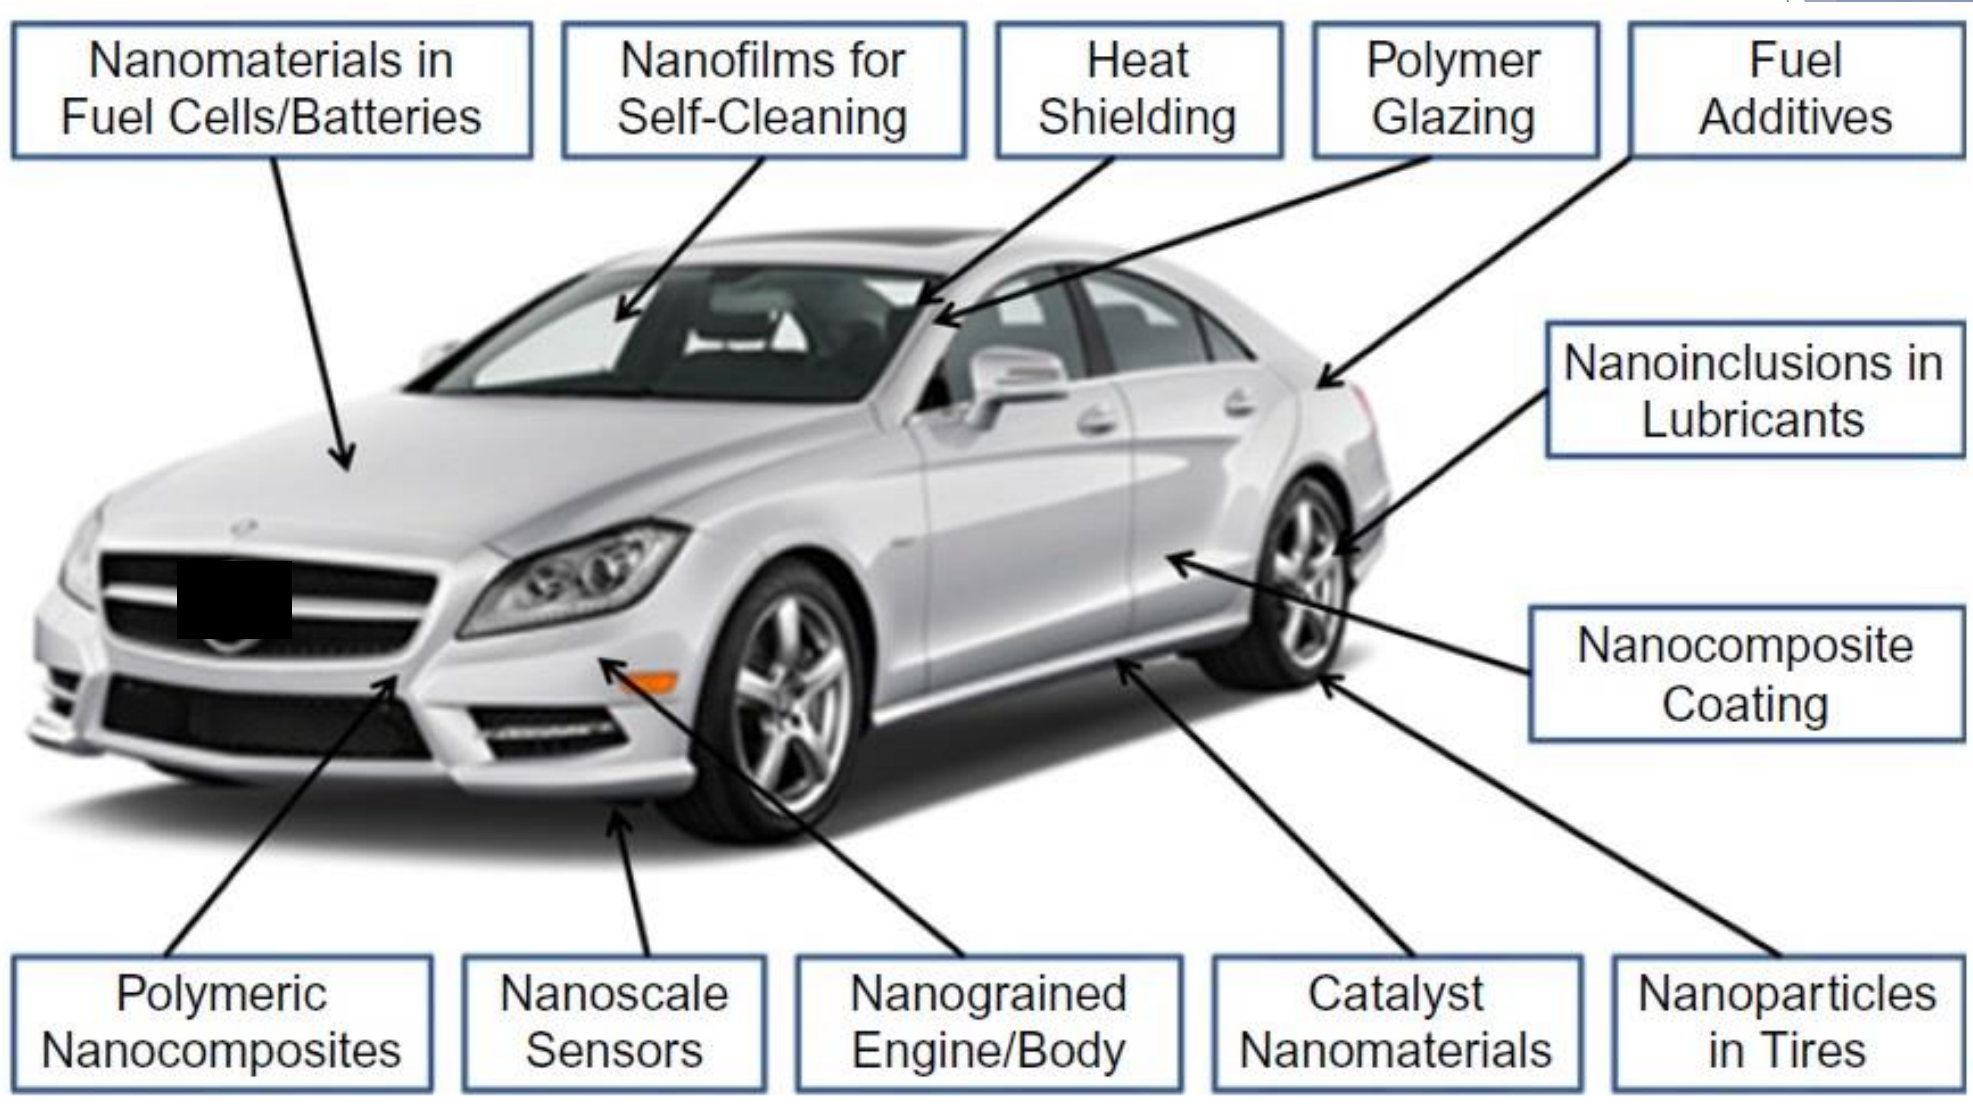 Nanomaterials in
Fuel Cells/Batteries
Nanofilms for
Self-Cleaning
Heat
Shielding
Polymer
Glazing
Fuel
Additives
Nanoinclusions in
Lubricants
Nanocomposite
Coating
Polymeric
Nanocomposites
Nanoscale
Sensors
Nanograined
Engine/Body
Catalyst
Nanomaterials
Nanoparticles
in Tires